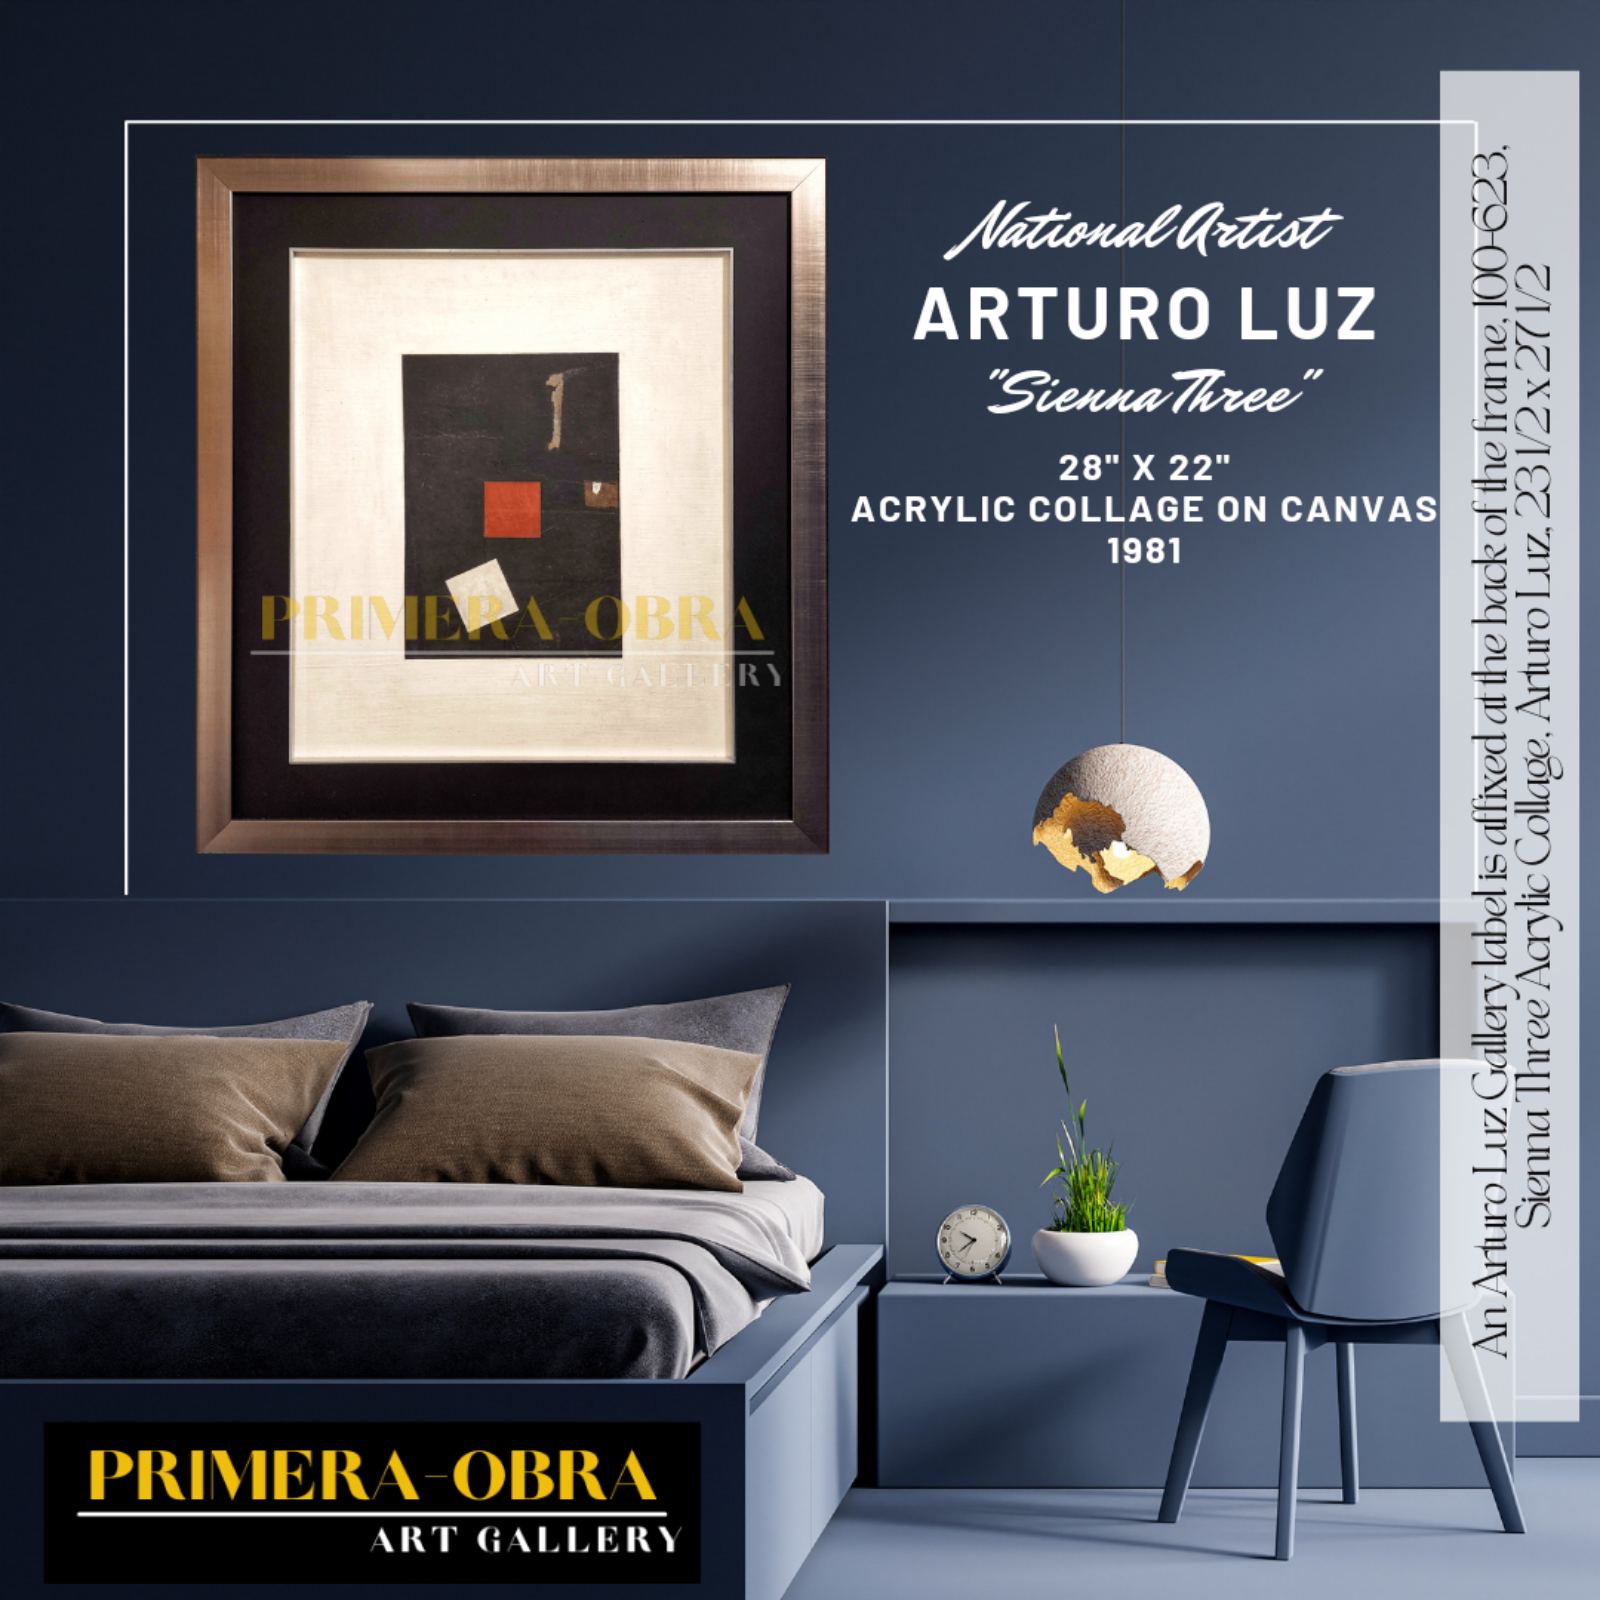 National Artist
ARTURO LUZ
"Sienna Three"
28" X 22"
ACRYLIC COLLAGE ON CANVAS
1981
PRIMERA-OBRA
ART GALLERY
An Arturo Luz Gallery label is affixed at the back of the frame, 100-623,
Sienna Three Acrylic Collage, Arturo Luz, 23 1/2 x 27 1/2
PRIMERA-OBRA
ART GALLERY